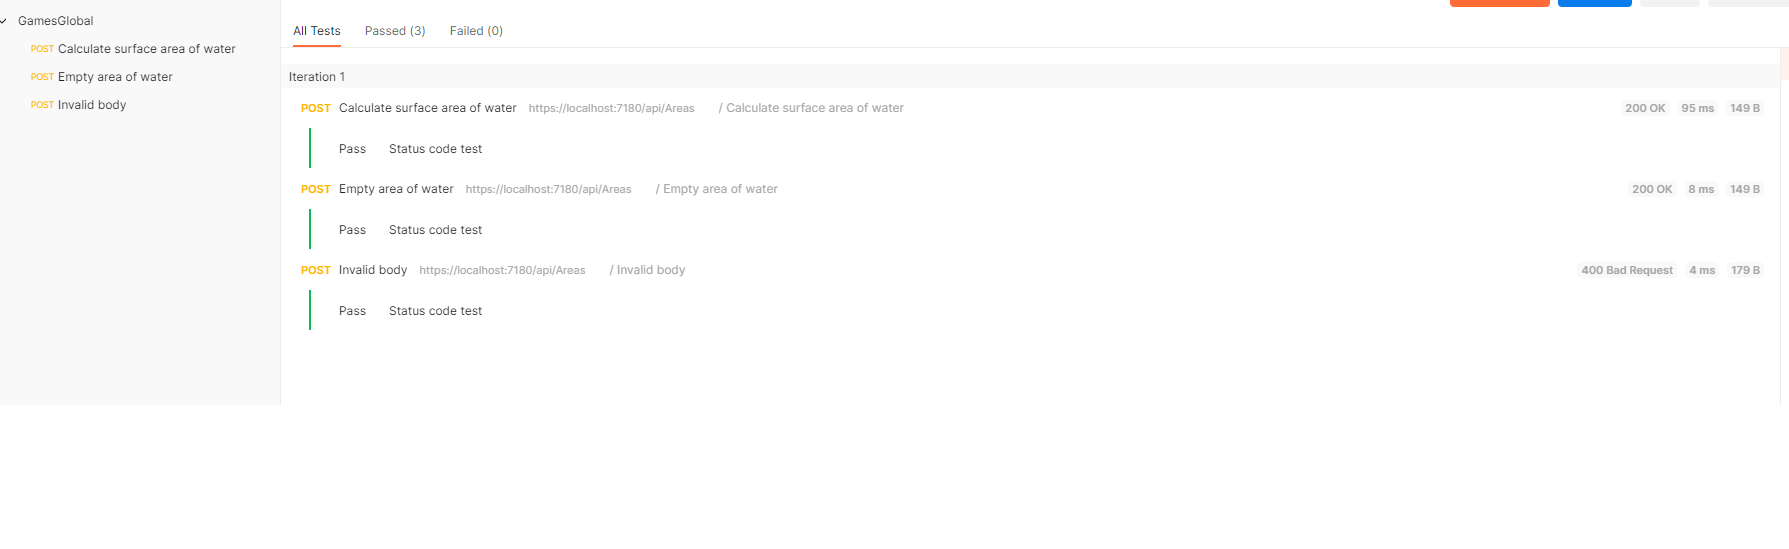 GamesGlobal
POST Calculate surface area of water
POST Empty area of water
POST Invalid body
All Tests Passed (3) Failed (0)
Iteration 1
POST Calculate surface area of water https://localhost:7180/api/Areas / Calculate surface area of water 200 OK 95 ms 149 B
Pass Status code test
POST Empty area of water https://localhost:7180/api/Areas / Empty area of water 200 OK 8 ms 149 B
Pass Status code test
POST Invalid body https://localhost:7180/api/Areas / Invalid body 400 Bad Request 4 ms 179 B
Pass Status code test